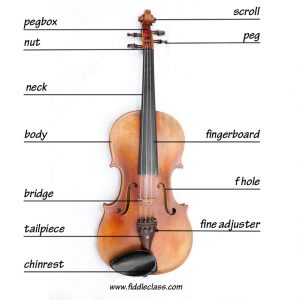 pegbox
nut
neck
body
bridge
tailpiece
chinrest
scroll
peg
fingerboard
f hole
fine adjuster
www.fiddleclass.com